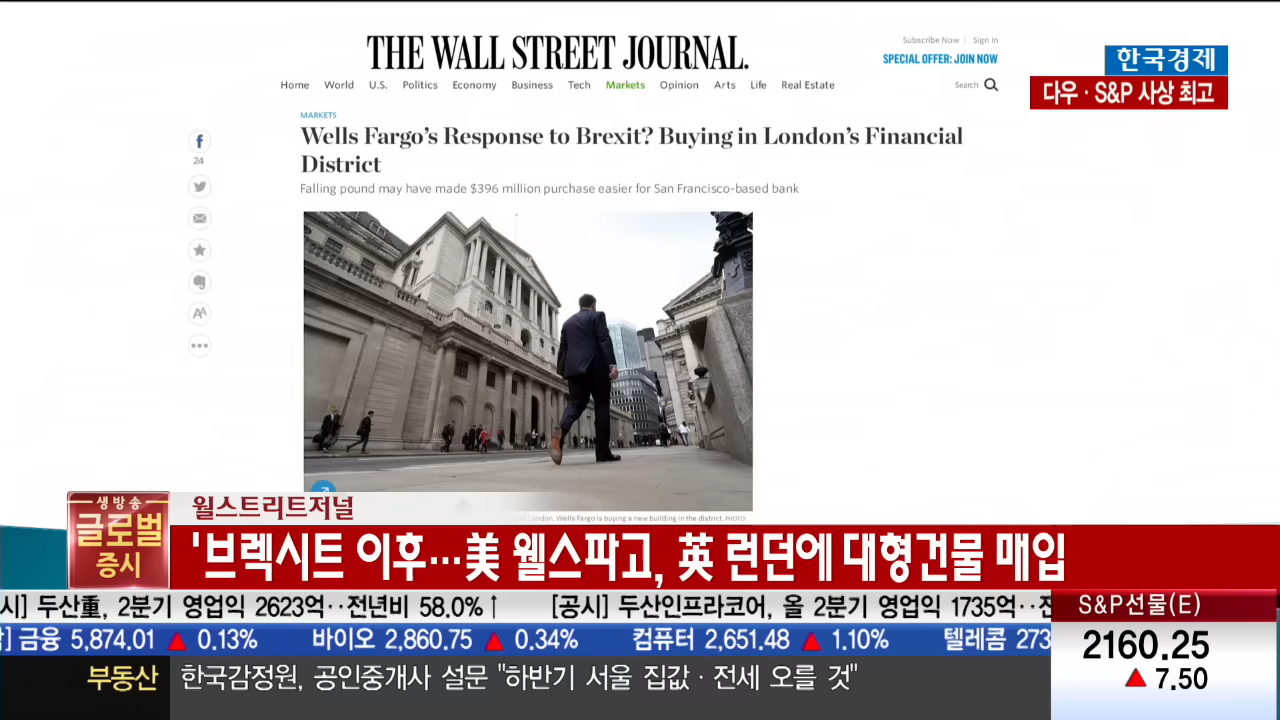 THE WALL STREET JOURNAL.
Subscribe Now | Sign In
SPECIAL OFFER: JOIN NOW
한국경제
다우·S&P 사상 최고
Home World U.S. Politics Economy Business Tech Markets Opinion Arts Life Real Estate
Search
MARKETS
Wells Fargo's Response to Brexit? Buying in London's Financial
District
Falling pound may have made $396 million purchase easier for San Francisco-based bank
24
AA
London. Wells Fargo is buying a new building in the district. PHOTO:
생방송
글로벌
증시
월스트리트저널
'브렉시트 이후…美 웰스파고, 英 런던에 대형건물 매입
시] 두산重, 2분기 영업익 2623억‥전년비 58.0%↑ [공시] 두산인프라코어, 올 2분기 영업익 1735억‥전
금융 5,874.01 ▲ 0.13% 바이오 2,860.75 ▲ 0.34% 컴퓨터 2,651.48 ▲ 1.10% 텔레콤 273
부동산 한국감정원, 공인중개사 설문 "하반기 서울 집값·전세 오를 것"
S&P선물(E)
2160.25
▲ 7.50